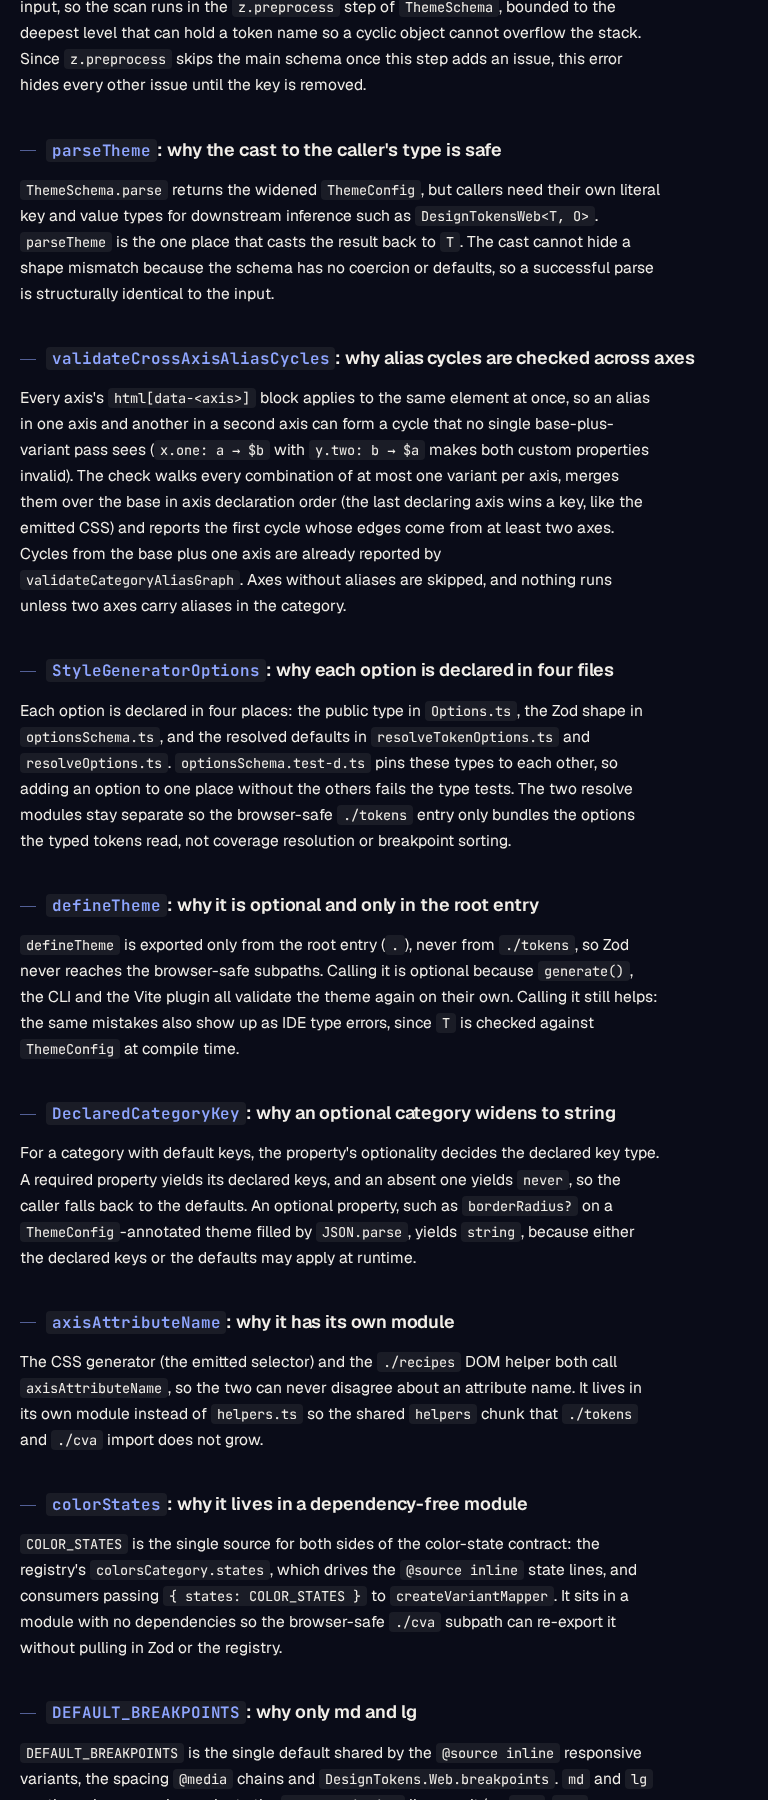 input, so the scan runs in the z.preprocess step of ThemeSchema, bounded to the
deepest level that can hold a token name so a cyclic object cannot overflow the stack.
Since z.preprocess skips the main schema once this step adds an issue, this error
hides every other issue until the key is removed.
— parseTheme: why the cast to the caller's type is safe
ThemeSchema.parse returns the widened ThemeConfig, but callers need their own literal
key and value types for downstream inference such as DesignTokensWeb<T, O>.
parseTheme is the one place that casts the result back to T. The cast cannot hide a
shape mismatch because the schema has no coercion or defaults, so a successful parse
is structurally identical to the input.
— validateCrossAxisAliasCycles: why alias cycles are checked across axes
Every axis's html[data-<axis>] block applies to the same element at once, so an alias
in one axis and another in a second axis can form a cycle that no single base-plus-
variant pass sees (x.one: a → $b with y.two: b → $a makes both custom properties
invalid). The check walks every combination of at most one variant per axis, merges
them over the base in axis declaration order (the last declaring axis wins a key, like the
emitted CSS) and reports the first cycle whose edges come from at least two axes.
Cycles from the base plus one axis are already reported by
validateCategoryAliasGraph. Axes without aliases are skipped, and nothing runs
unless two axes carry aliases in the category.
— StyleGeneratorOptions: why each option is declared in four files
Each option is declared in four places: the public type in Options.ts, the Zod shape in
optionsSchema.ts, and the resolved defaults in resolveTokenOptions.ts and
resolveOptions.ts. optionsSchema.test-d.ts pins these types to each other, so
adding an option to one place without the others fails the type tests. The two resolve
modules stay separate so the browser-safe ./tokens entry only bundles the options
the typed tokens read, not coverage resolution or breakpoint sorting.
— defineTheme: why it is optional and only in the root entry
defineTheme is exported only from the root entry (.), never from ./tokens, so Zod
never reaches the browser-safe subpaths. Calling it is optional because generate(),
the CLI and the Vite plugin all validate the theme again on their own. Calling it still helps:
the same mistakes also show up as IDE type errors, since T is checked against
ThemeConfig at compile time.
— DeclaredCategoryKey: why an optional category widens to string
For a category with default keys, the property's optionality decides the declared key type.
A required property yields its declared keys, and an absent one yields never, so the
caller falls back to the defaults. An optional property, such as borderRadius? on a
ThemeConfig-annotated theme filled by JSON.parse, yields string, because either
the declared keys or the defaults may apply at runtime.
— axisAttributeName: why it has its own module
The CSS generator (the emitted selector) and the ./recipes DOM helper both call
axisAttributeName, so the two can never disagree about an attribute name. It lives in
its own module instead of helpers.ts so the shared helpers chunk that ./tokens
and ./cva import does not grow.
— colorStates: why it lives in a dependency-free module
COLOR_STATES is the single source for both sides of the color-state contract: the
registry's colorsCategory.states, which drives the @source inline state lines, and
consumers passing { states: COLOR_STATES } to createVariantMapper. It sits in a
module with no dependencies so the browser-safe ./cva subpath can re-export it
without pulling in Zod or the registry.
— DEFAULT_BREAKPOINTS: why only md and lg
DEFAULT_BREAKPOINTS is the single default shared by the @source inline responsive
variants, the spacing @media chains and DesignTokens.Web.breakpoints. md and lg